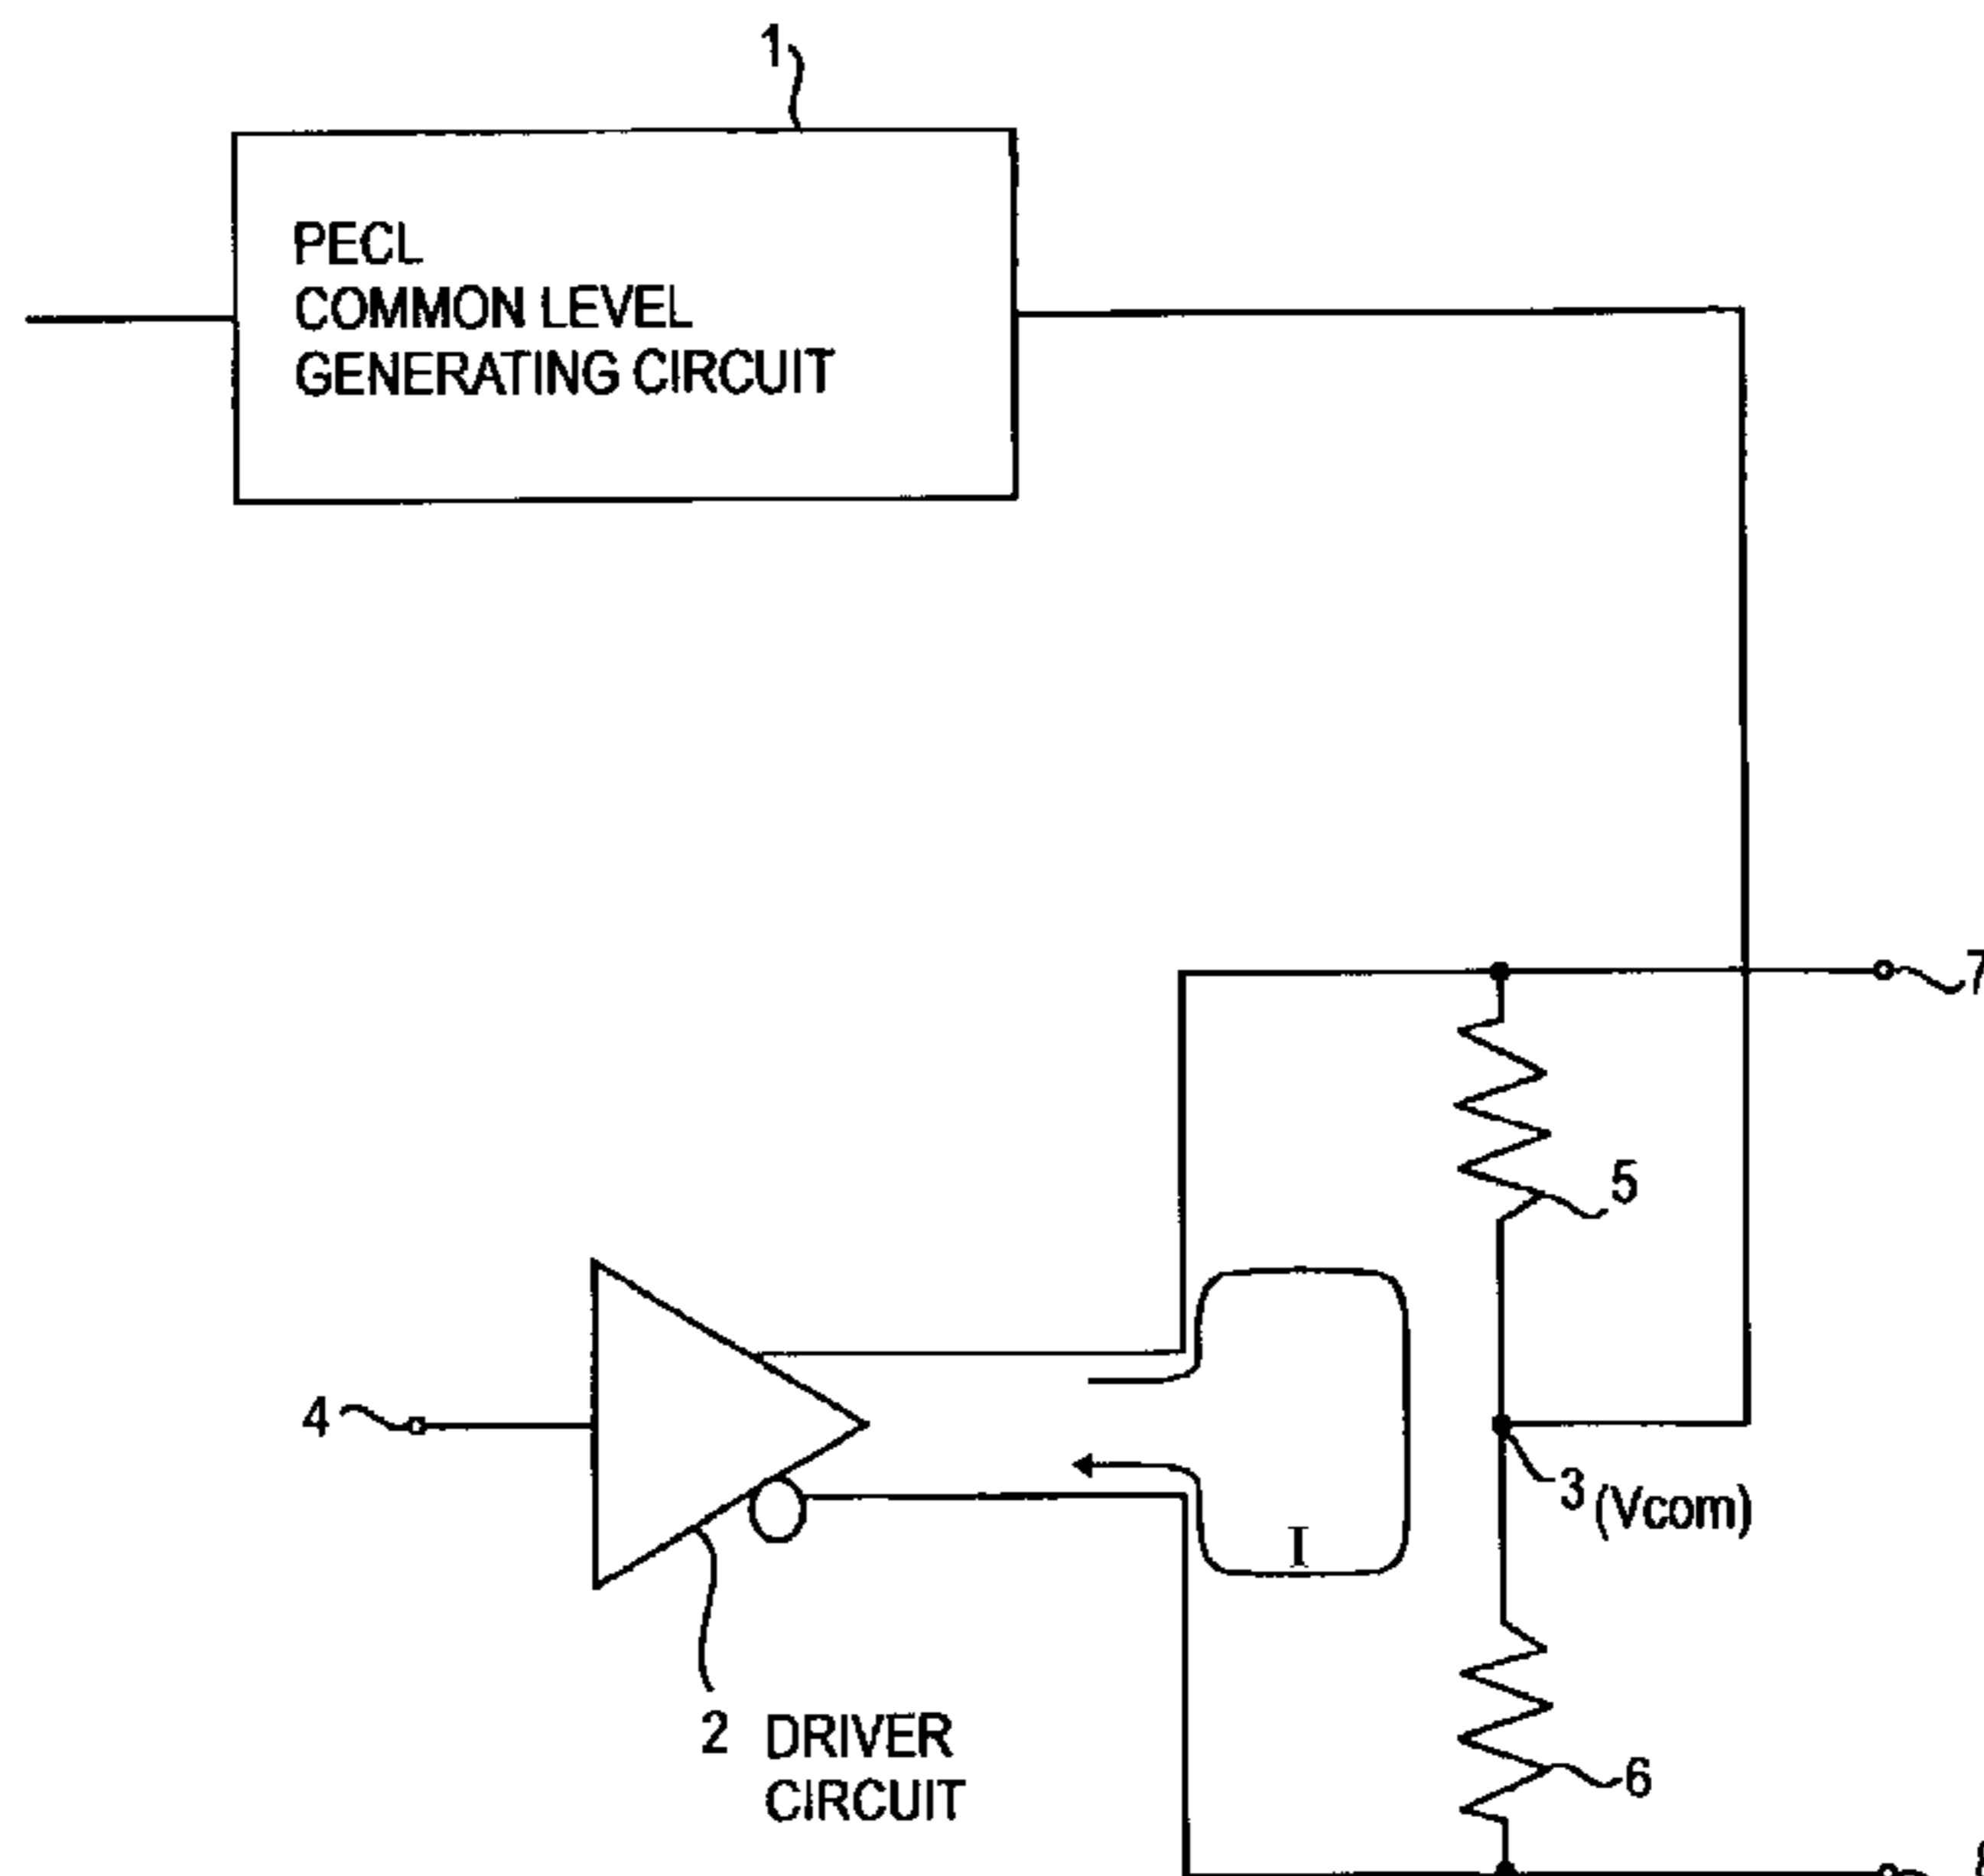 1
PECL
COMMON LEVEL
GENERATING CIRCUIT
7
5
4
3 (Vcom)
I
2 DRIVER
CIRCUIT
6